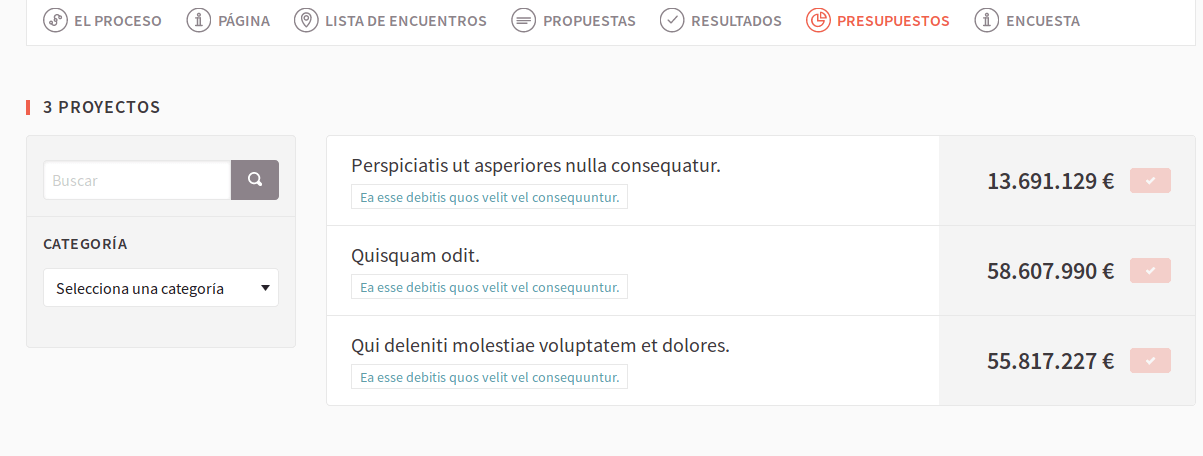 EL PROCESO PÁGINA LISTA DE ENCUENTROS PROPUESTAS RESULTADOS PRESUPUESTOS ENCUESTA
3 PROYECTOS
Buscar
CATEGORÍA
Selecciona una categoría
Perspiciatis ut asperiores nulla consequatur.
Ea esse debitis quos velit vel consequuntur.
13.691.129 €
Quisquam odit.
Ea esse debitis quos velit vel consequuntur.
58.607.990 €
Qui deleniti molestiae voluptatem et dolores.
Ea esse debitis quos velit vel consequuntur.
55.817.227 €